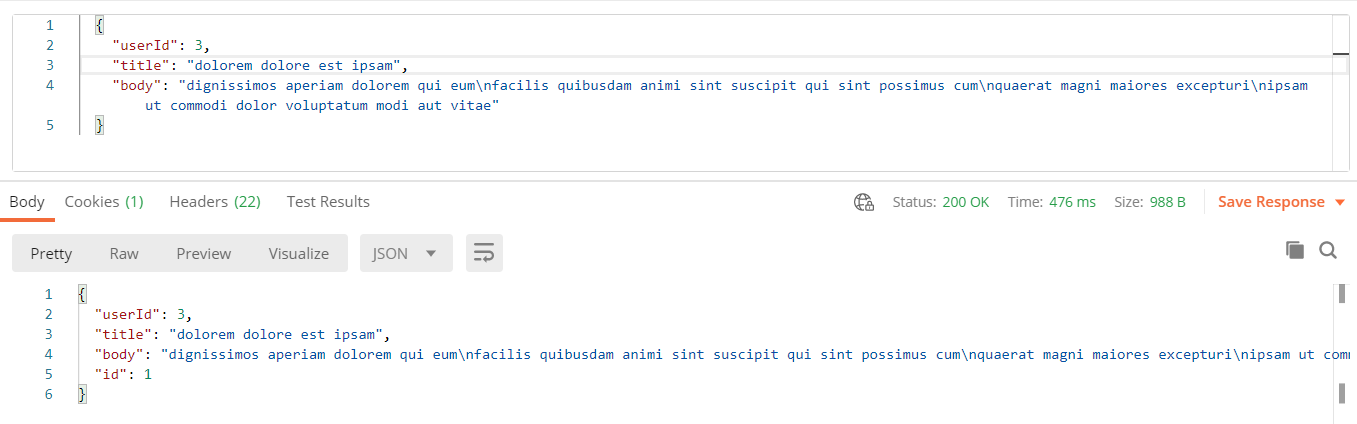 1 {
2 "userId": 3,
3 "title": "dolorem dolore est ipsam",
4 "body": "dignissimos aperiam dolorem qui eum\nfacilis quibusdam animi sint suscipit qui sint possimus cum\nquaerat magni maiores excepturi\nipsam
ut commodi dolor voluptatum modi aut vitae"
5 }
Body Cookies (1) Headers (22) Test Results Status: 200 OK Time: 476 ms Size: 988 B Save Response
Pretty Raw Preview Visualize JSON
1 {
2 "userId": 3,
3 "title": "dolorem dolore est ipsam",
4 "body": "dignissimos aperiam dolorem qui eum\nfacilis quibusdam animi sint suscipit qui sint possimus cum\nquaerat magni maiores excepturi\nipsam ut com
5 "id": 1
6 }